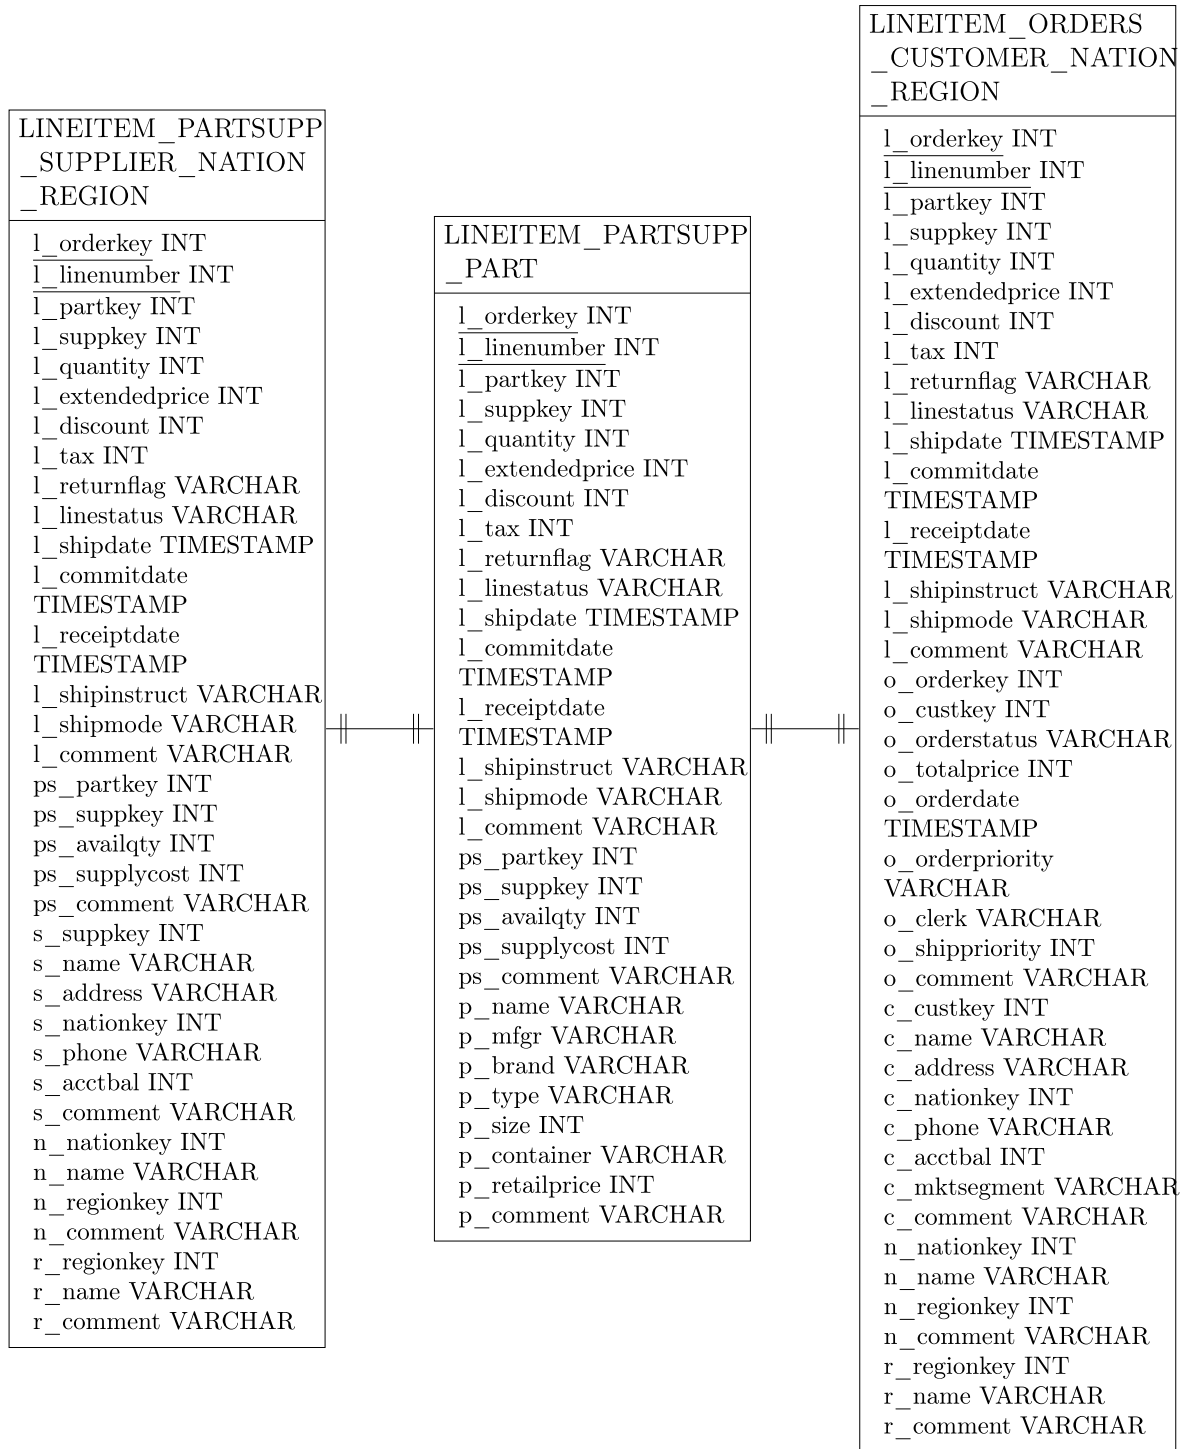 LINEITEM_PARTSUPP
_SUPPLIER_NATION
_REGION
l_orderkey INT
l_linenumber INT
l_partkey INT
l_suppkey INT
l_quantity INT
l_extendedprice INT
l_discount INT
l_tax INT
l_returnflag VARCHAR
l_linestatus VARCHAR
l_shipdate TIMESTAMP
l_commitdate
TIMESTAMP
l_receiptdate
TIMESTAMP
l_shipinstruct VARCHAR
l_shipmode VARCHAR
l_comment VARCHAR
ps_partkey INT
ps_suppkey INT
ps_availqty INT
ps_supplycost INT
ps_comment VARCHAR
s_suppkey INT
s_name VARCHAR
s_address VARCHAR
s_nationkey INT
s_phone VARCHAR
s_acctbal INT
s_comment VARCHAR
n_nationkey INT
n_name VARCHAR
n_regionkey INT
n_comment VARCHAR
r_regionkey INT
r_name VARCHAR
r_comment VARCHAR
LINEITEM_PARTSUPP
_PART
l_orderkey INT
l_linenumber INT
l_partkey INT
l_suppkey INT
l_quantity INT
l_extendedprice INT
l_discount INT
l_tax INT
l_returnflag VARCHAR
l_linestatus VARCHAR
l_shipdate TIMESTAMP
l_commitdate
TIMESTAMP
l_receiptdate
TIMESTAMP
l_shipinstruct VARCHAR
l_shipmode VARCHAR
l_comment VARCHAR
ps_partkey INT
ps_suppkey INT
ps_availqty INT
ps_supplycost INT
ps_comment VARCHAR
p_name VARCHAR
p_mfgr VARCHAR
p_brand VARCHAR
p_type VARCHAR
p_size INT
p_container VARCHAR
p_retailprice INT
p_comment VARCHAR
LINEITEM_ORDERS
_CUSTOMER_NATION
_REGION
l_orderkey INT
l_linenumber INT
l_partkey INT
l_suppkey INT
l_quantity INT
l_extendedprice INT
l_discount INT
l_tax INT
l_returnflag VARCHAR
l_linestatus VARCHAR
l_shipdate TIMESTAMP
l_commitdate
TIMESTAMP
l_receiptdate
TIMESTAMP
l_shipinstruct VARCHAR
l_shipmode VARCHAR
l_comment VARCHAR
o_orderkey INT
o_custkey INT
o_orderstatus VARCHAR
o_totalprice INT
o_orderdate
TIMESTAMP
o_orderpriority
VARCHAR
o_clerk VARCHAR
o_shippriority INT
o_comment VARCHAR
c_custkey INT
c_name VARCHAR
c_address VARCHAR
c_nationkey INT
c_phone VARCHAR
c_acctbal INT
c_mktsegment VARCHAR
c_comment VARCHAR
n_nationkey INT
n_name VARCHAR
n_regionkey INT
n_comment VARCHAR
r_regionkey INT
r_name VARCHAR
r_comment VARCHAR